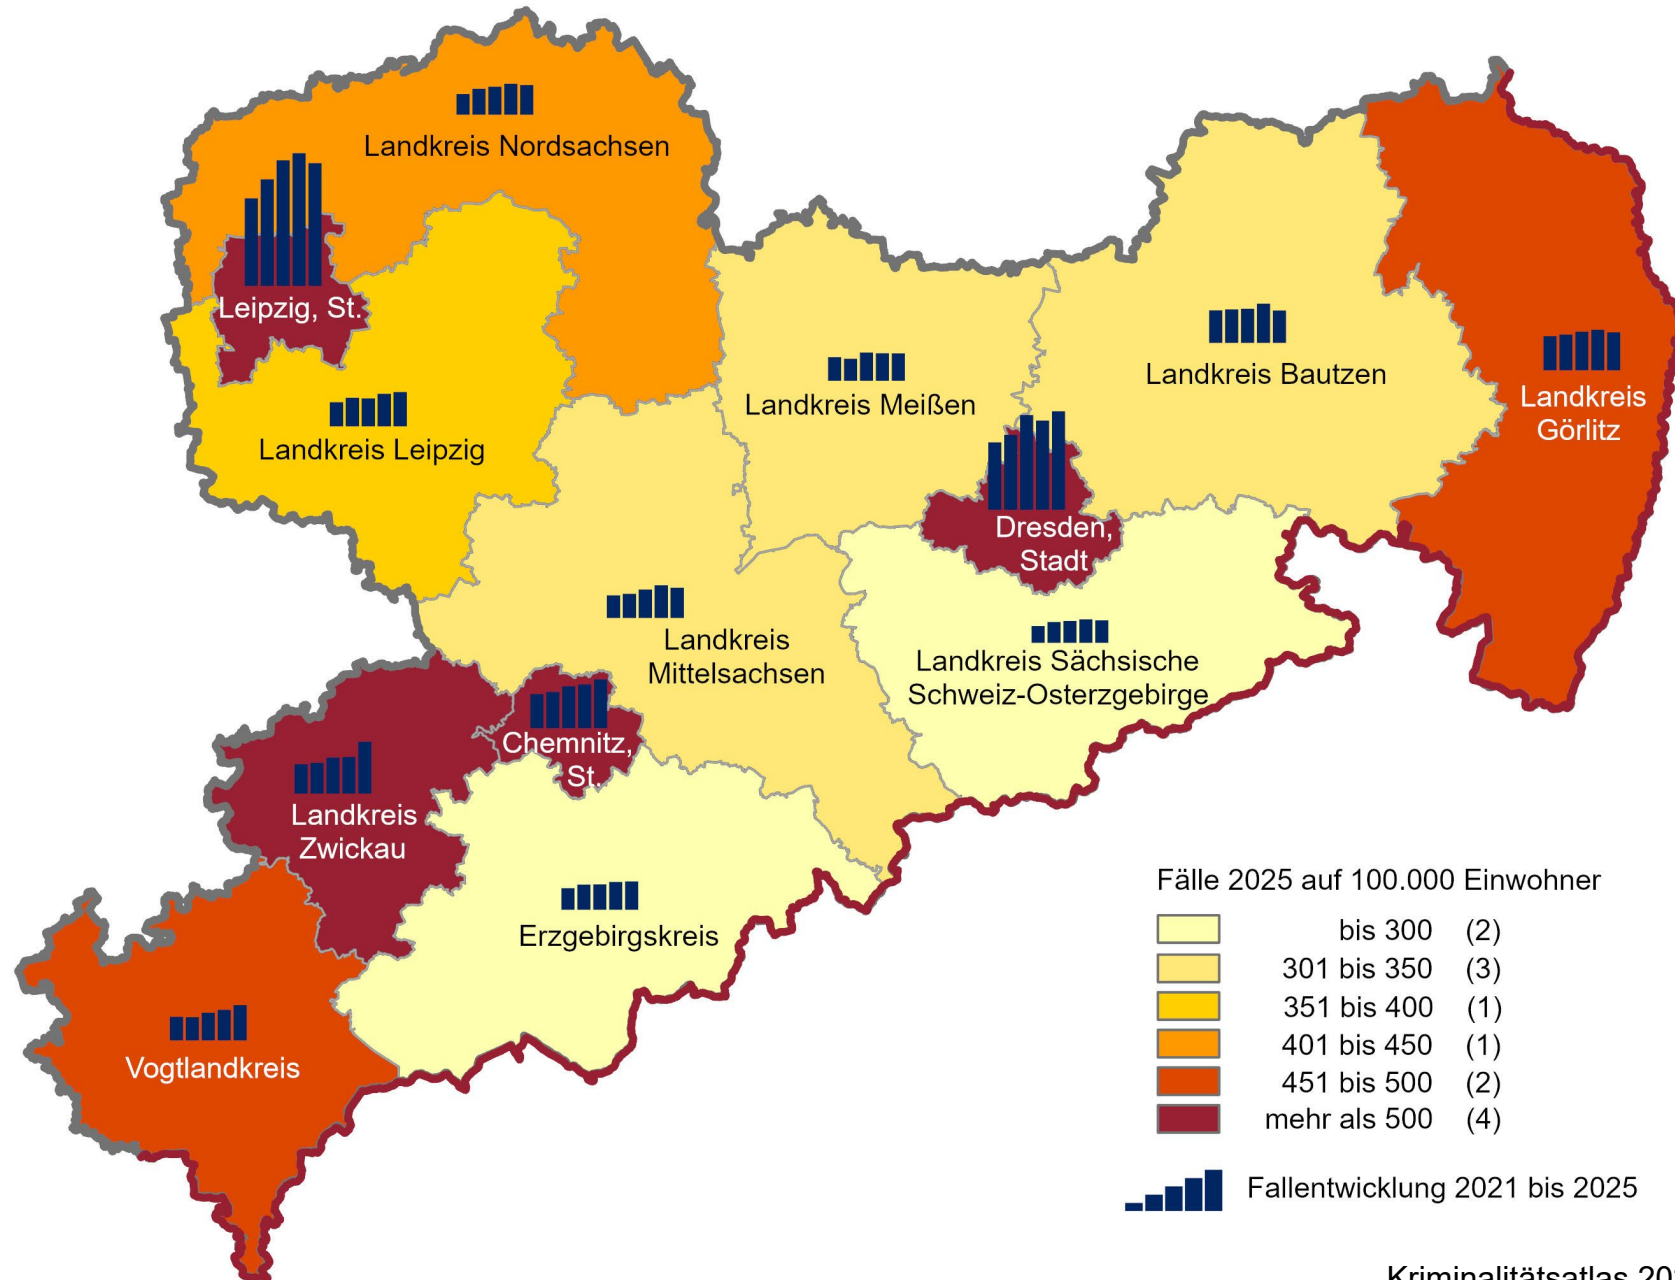 Landkreis Nordsachsen
Leipzig, St.
Landkreis Leipzig
Landkreis Meißen
Landkreis Bautzen
Landkreis
Görlitz
Dresden,
Stadt
Landkreis
Mittelsachsen
Landkreis Sächsische
Schweiz-Osterzgebirge
Chemnitz,
St.
Landkreis
Zwickau
Erzgebirgskreis
Vogtlandkreis
Fälle 2025 auf 100.000 Einwohner
bis 300 (2)
301 bis 350 (3)
351 bis 400 (1)
401 bis 450 (1)
451 bis 500 (2)
mehr als 500 (4)
Fallentwicklung 2021 bis 2025
Kriminalitätsatlas